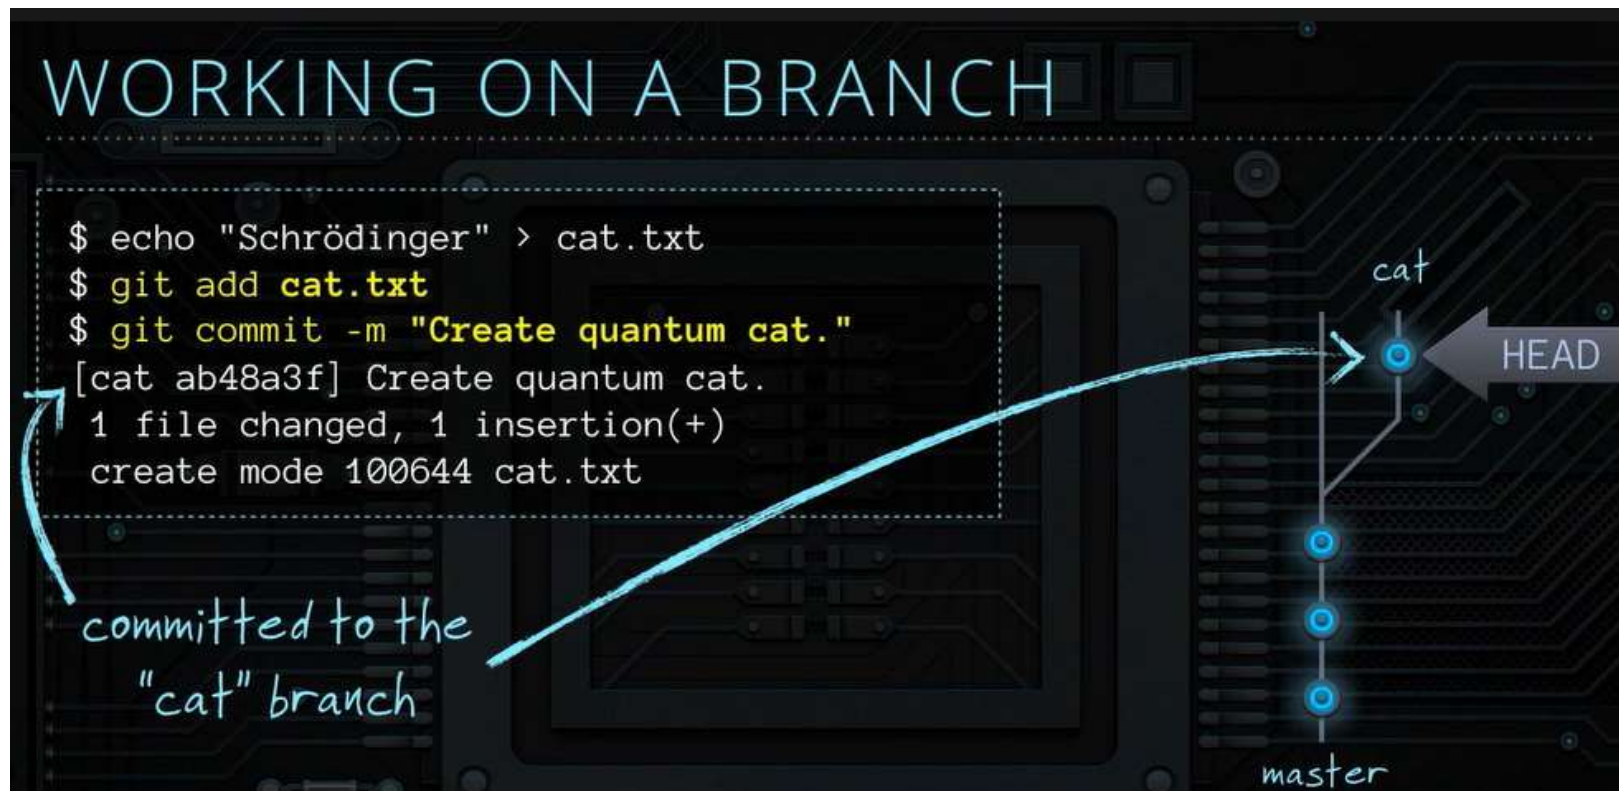 WORKING ON A BRANCH
$ echo "Schrödinger" > cat.txt
$ git add cat.txt
$ git commit -m "Create quantum cat."
[cat ab48a3f] Create quantum cat.
1 file changed, 1 insertion(+)
create mode 100644 cat.txt
committed to the
"cat" branch
cat
HEAD
master